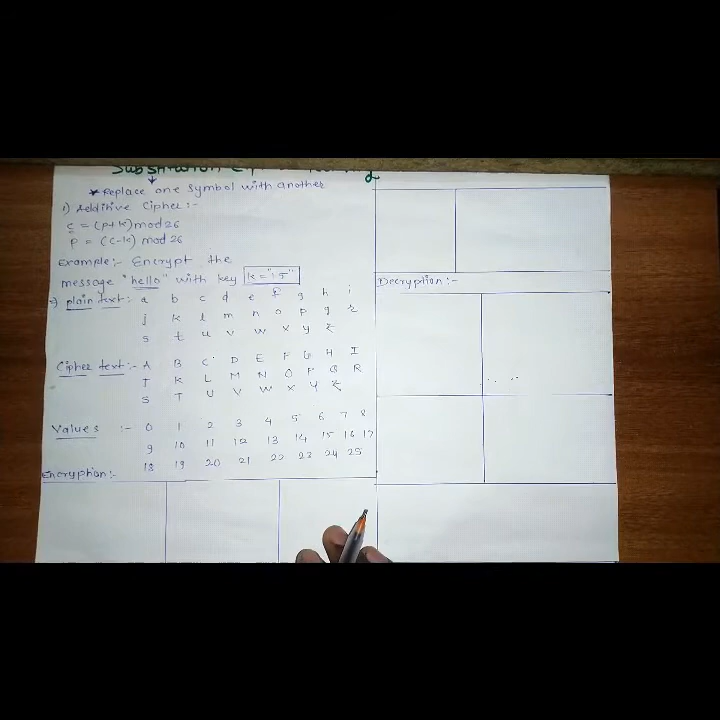 Substitution
* Replace one symbol with another
1) Additive Cipher:-
C = (P+K) mod 26
P = (C-K) mod 26
Example:- Encrypt the
message "hello" with key K="15"
plain text: a b c d e f g h i
j k l m n o p q r
s t u v w x y z
Cipher text:- A B C D E F G H I
J K L M N O P Q R
S T U V W X Y Z
Values :- 0 1 2 3 4 5 6 7 8
9 10 11 12 13 14 15 16 17
18 19 20 21 22 23 24 25
Encryption:-
Decryption:-